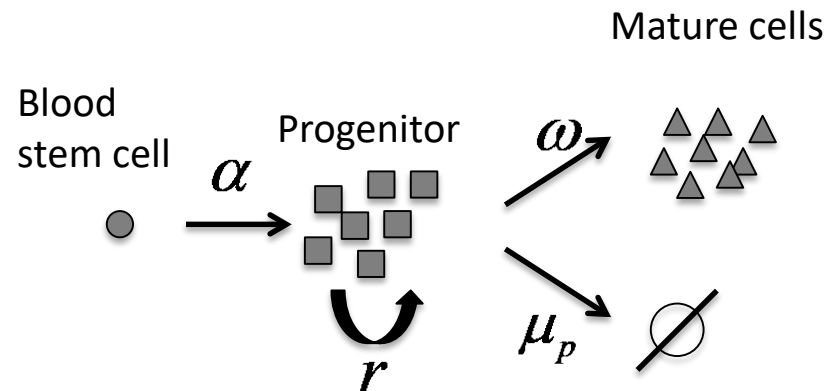 Mature cells
Blood
stem cell
Progenitor
α
ω
r
μp